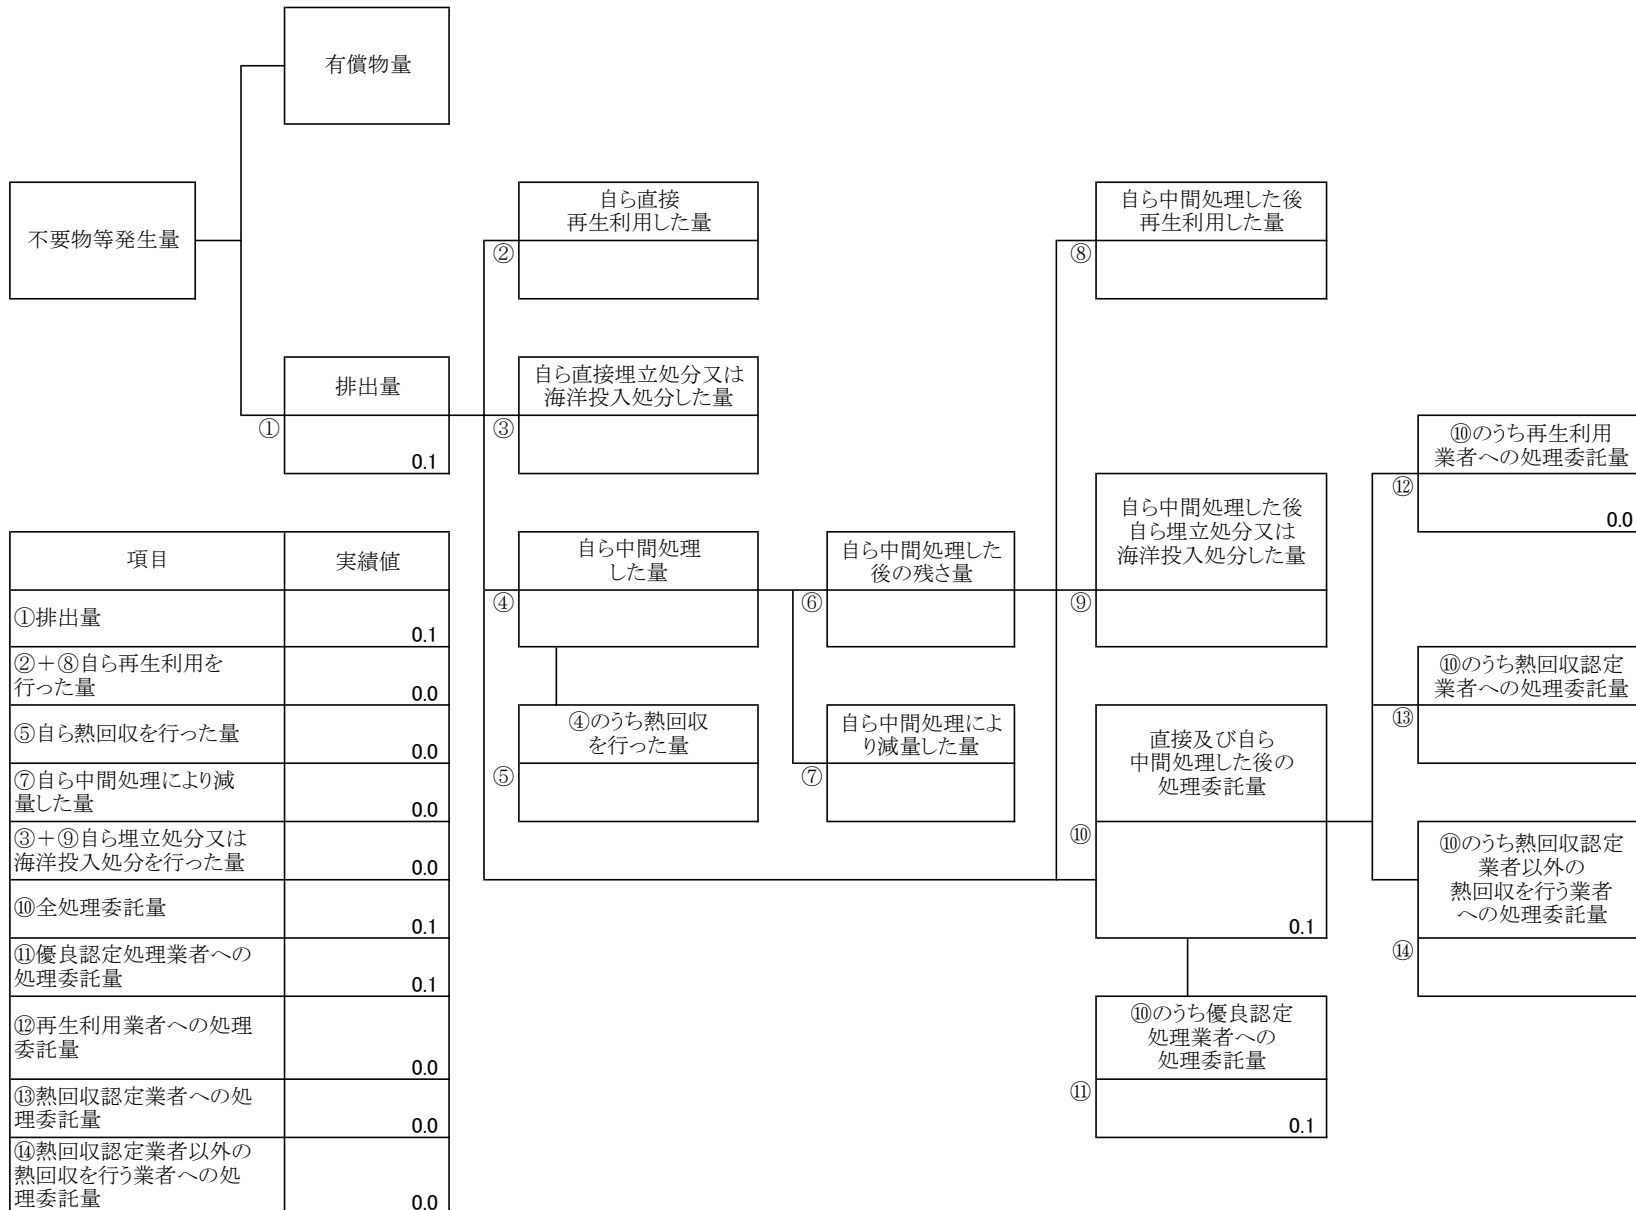 有償物量
不要物等発生量
排出量
①
0.1
自ら直接
再生利用した量
②
自ら直接埋立処分又は
海洋投入処分した量
③
自ら中間処理
した量
④
④のうち熱回収
を行った量
⑤
自ら中間処理した
後の残さ量
⑥
自ら中間処理によ
り減量した量
⑦
自ら中間処理した後
再生利用した量
⑧
自ら中間処理した後
自ら埋立処分又は
海洋投入処分した量
⑨
直接及び自ら
中間処理した後の
処理委託量
⑩
0.1
⑩のうち優良認定
処理業者への
処理委託量
⑪
0.1
⑩のうち再生利用
業者への処理委託量
⑫
0.0
⑩のうち熱回収認定
業者への処理委託量
⑬
⑩のうち熱回収認定
業者以外の
熱回収を行う業者
への処理委託量
⑭
項目 実績値
①排出量
0.1
②+⑧自ら再生利用を
行った量 0.0
⑤自ら熱回収を行った量
0.0
⑦自ら中間処理により減
量した量 0.0
③+⑨自ら埋立処分又は
海洋投入処分を行った量 0.0
⑩全処理委託量
0.1
⑪優良認定処理業者への
処理委託量 0.1
⑫再生利用業者への処理
委託量
0.0
⑬熱回収認定業者への処
理委託量 0.0
⑭熱回収認定業者以外の
熱回収を行う業者への処
理委託量 0.0